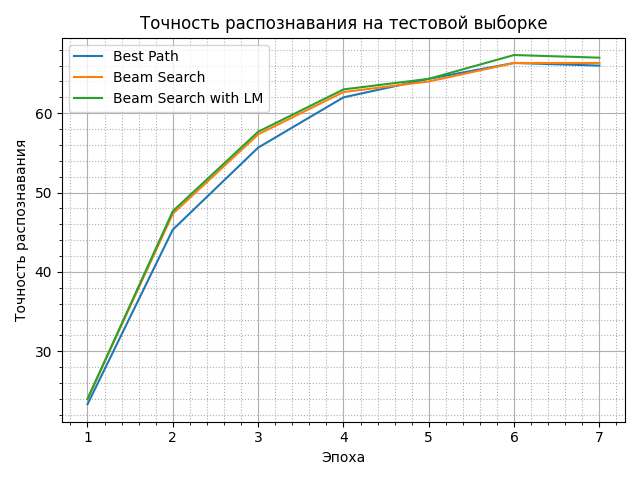 Точность распознавания на тестовой выборке
Best Path
Beam Search
Beam Search with LM
Точность распознавания
60
50
40
30
1 2 3 4 5 6 7
Эпоха